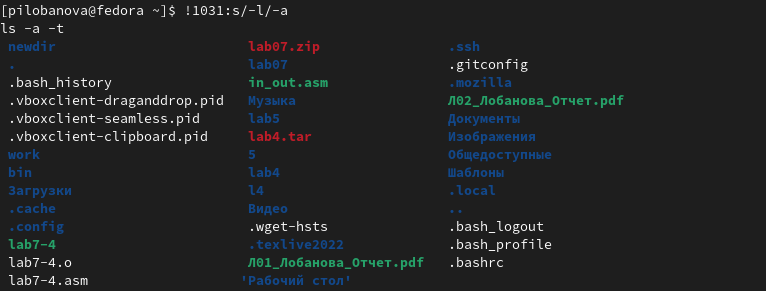 [pilobanova@fedora ~]$ !1031:s/-l/-a
ls -a -t
newdir lab07.zip .ssh
. lab07 .gitconfig
.bash_history in_out.asm .mozilla
.vboxclient-draganddrop.pid Музыка Л02_Лобанова_Отчет.pdf
.vboxclient-seamless.pid lab5 Документы
.vboxclient-clipboard.pid lab4.tar Изображения
work 5 Общедоступные
bin lab4 Шаблоны
Загрузки l4 .local
.cache Видео ..
.config .wget-hsts .bash_logout
lab7-4 .texlive2022 .bash_profile
lab7-4.o Л01_Лобанова_Отчет.pdf .bashrc
lab7-4.asm 'Рабочий стол'